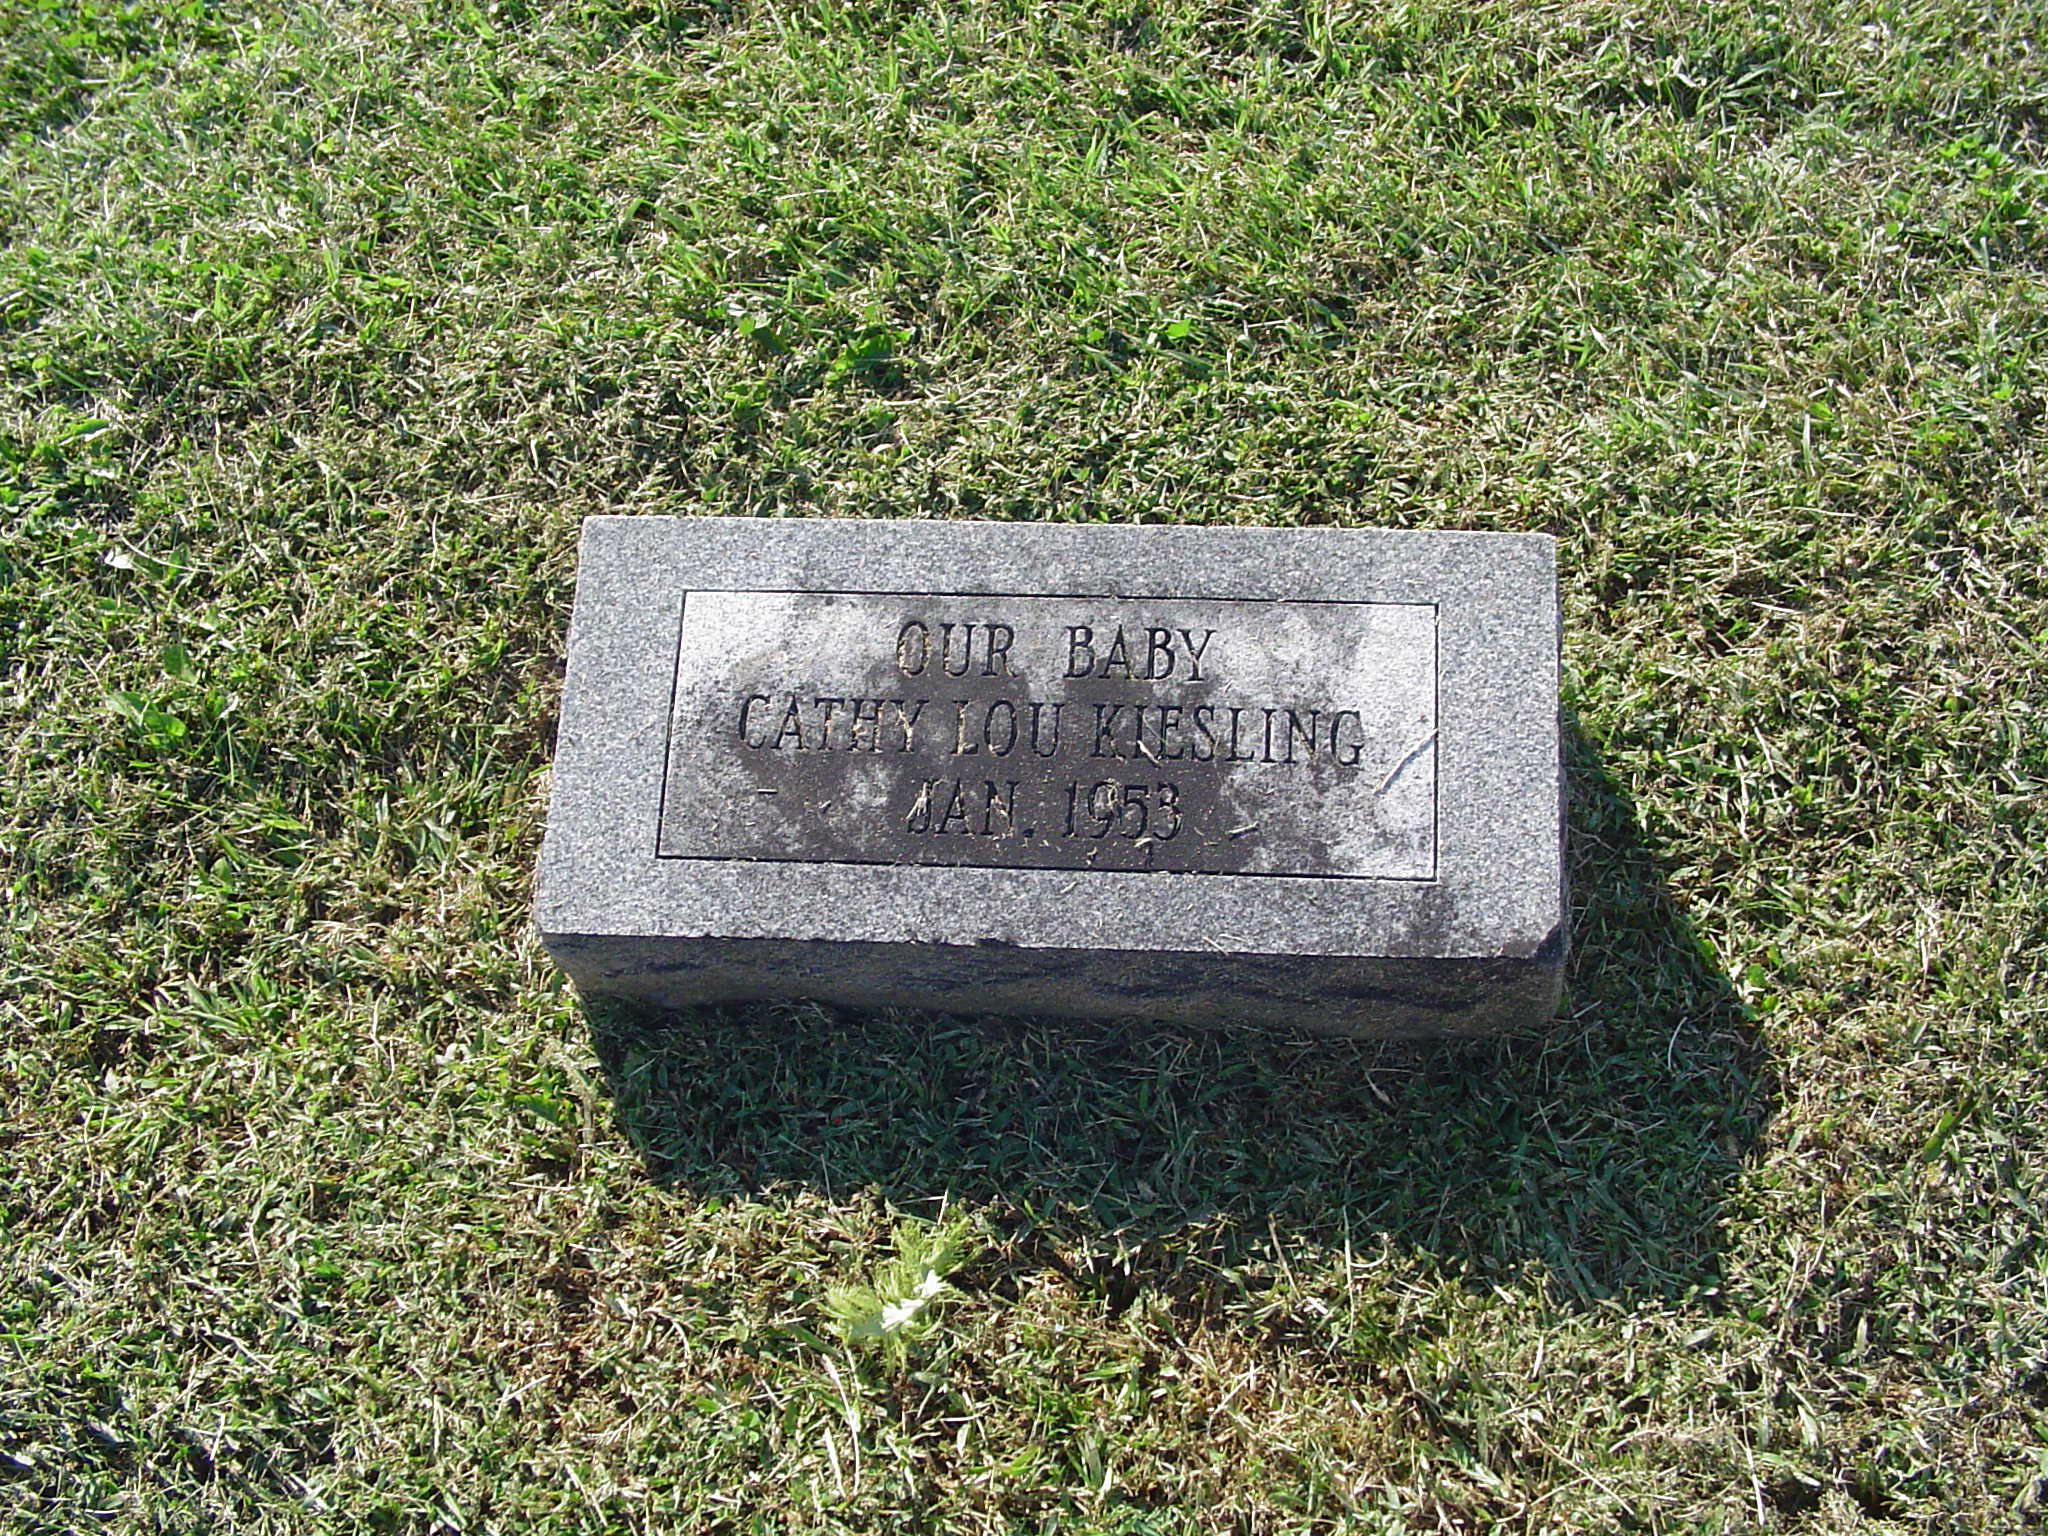 OUR BABY
CATHY LOU KIESLING
JAN. 1953